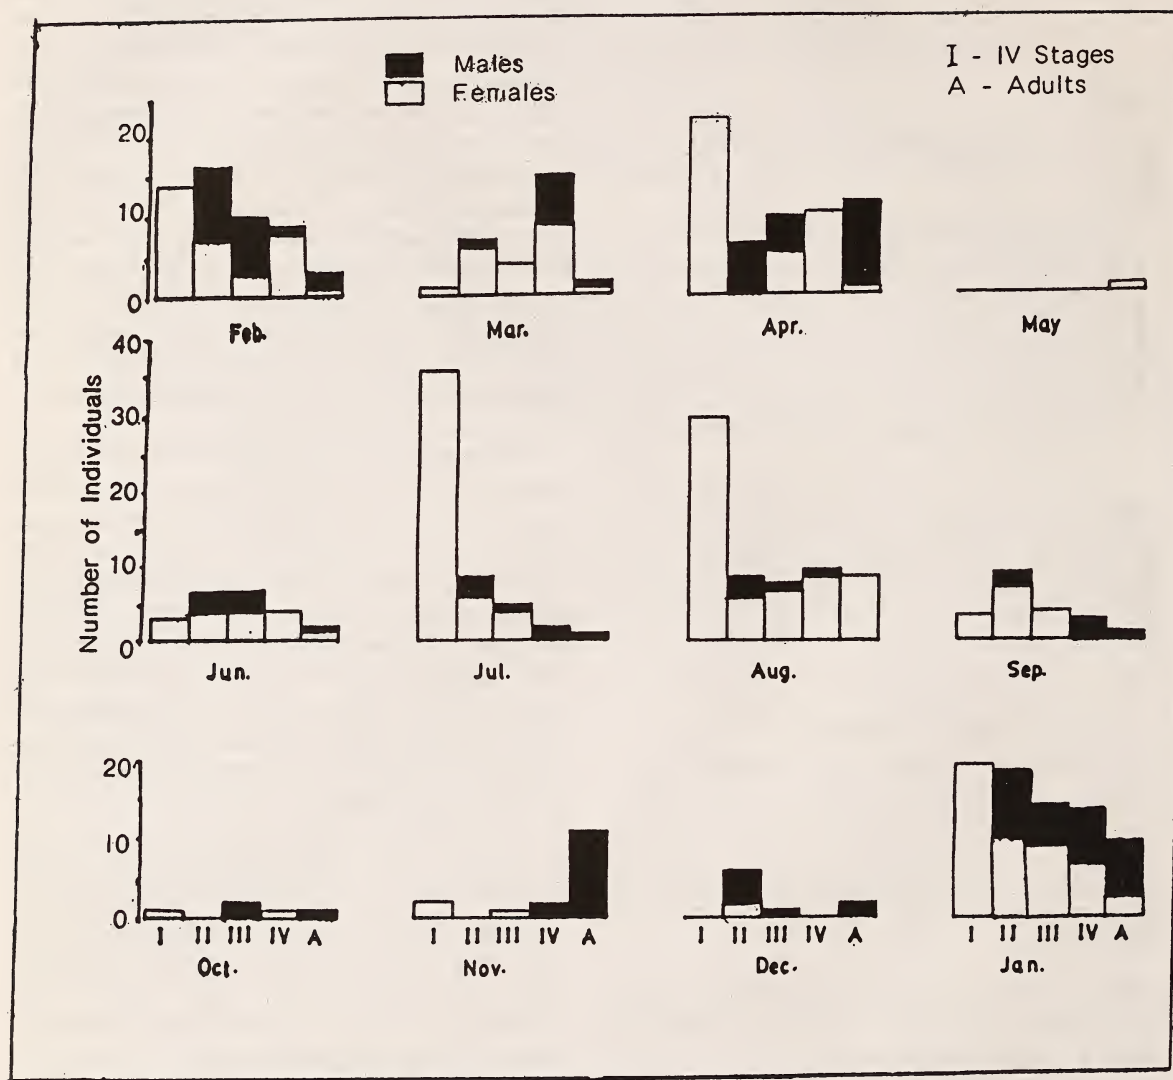 Males
Females
I - IV Stages
A - Adults
Number of Individuals
20
10
0
Feb.
Mar.
Apr.
May
40
30
20
10
0
Jun.
Jul.
Aug.
Sep.
20
10
0
I II III IV A
Oct.
I II III IV A
Nov.
I II III IV A
Dec.
I II III IV A
Jan.